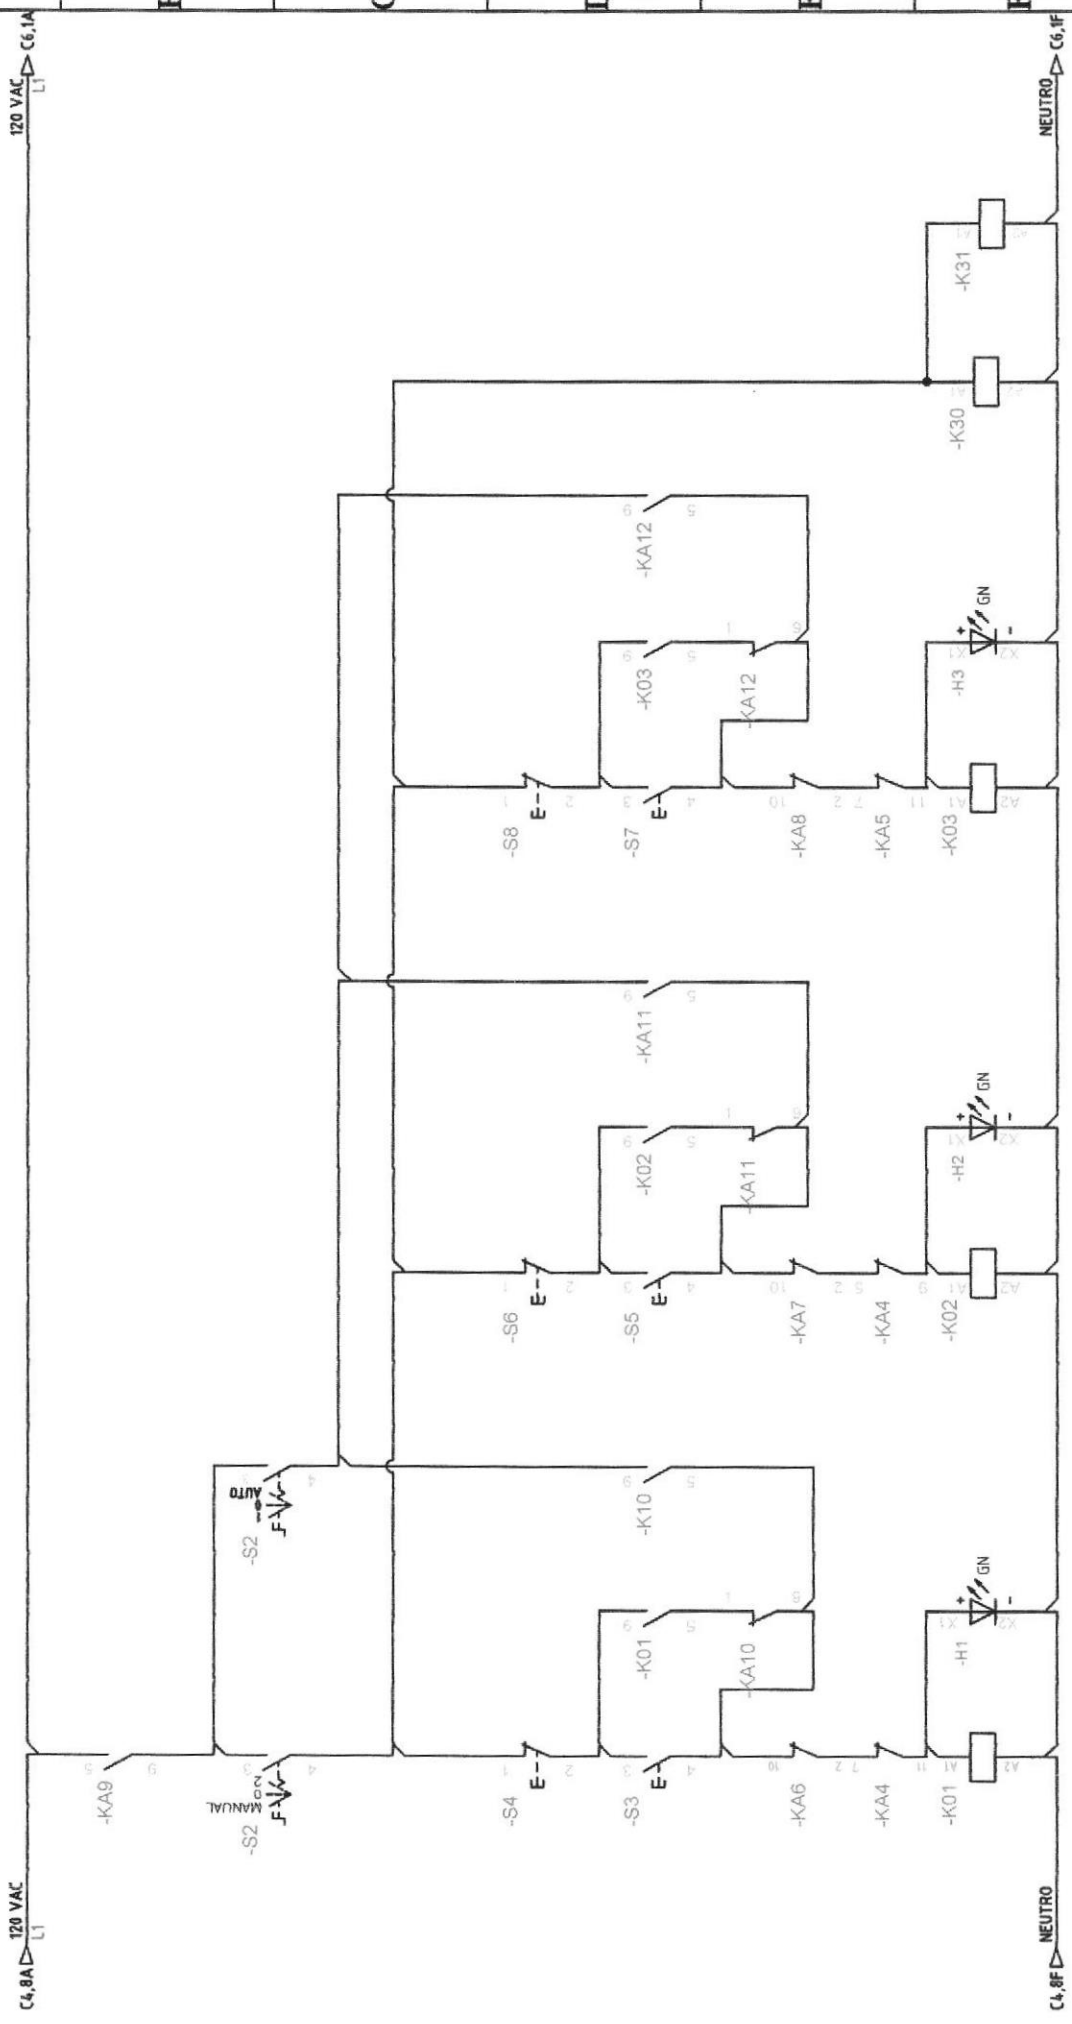 C4,8A
120 VAC
L1
120 VAC
C6,1A
L1
-KA9
5
9
-S2
MANUAL
3
4
-S2
AUTO
4
-S4
1
2
-S3
3
4
-K01
9
5
-KA10
-K10
9
5
-KA6
10
2
-KA4
7
11
-K01
A1
A2
-H1
X1
X2
+
-
GN
-S6
1
2
-S5
3
4
-K02
9
5
-KA11
1
-KA11
9
5
-KA7
10
2
-KA4
5
9
-K02
A1
A2
-H2
X1
X2
+
-
GN
-S8
1
2
-S7
3
4
-K03
9
5
-KA12
1
-KA12
9
5
-KA8
10
2
-KA5
7
11
-K03
A1
A2
-H3
X1
X2
+
-
GN
-K30
A1
A2
-K31
A1
A2
C4,8F
NEUTRO
NEUTRO
C6,1F